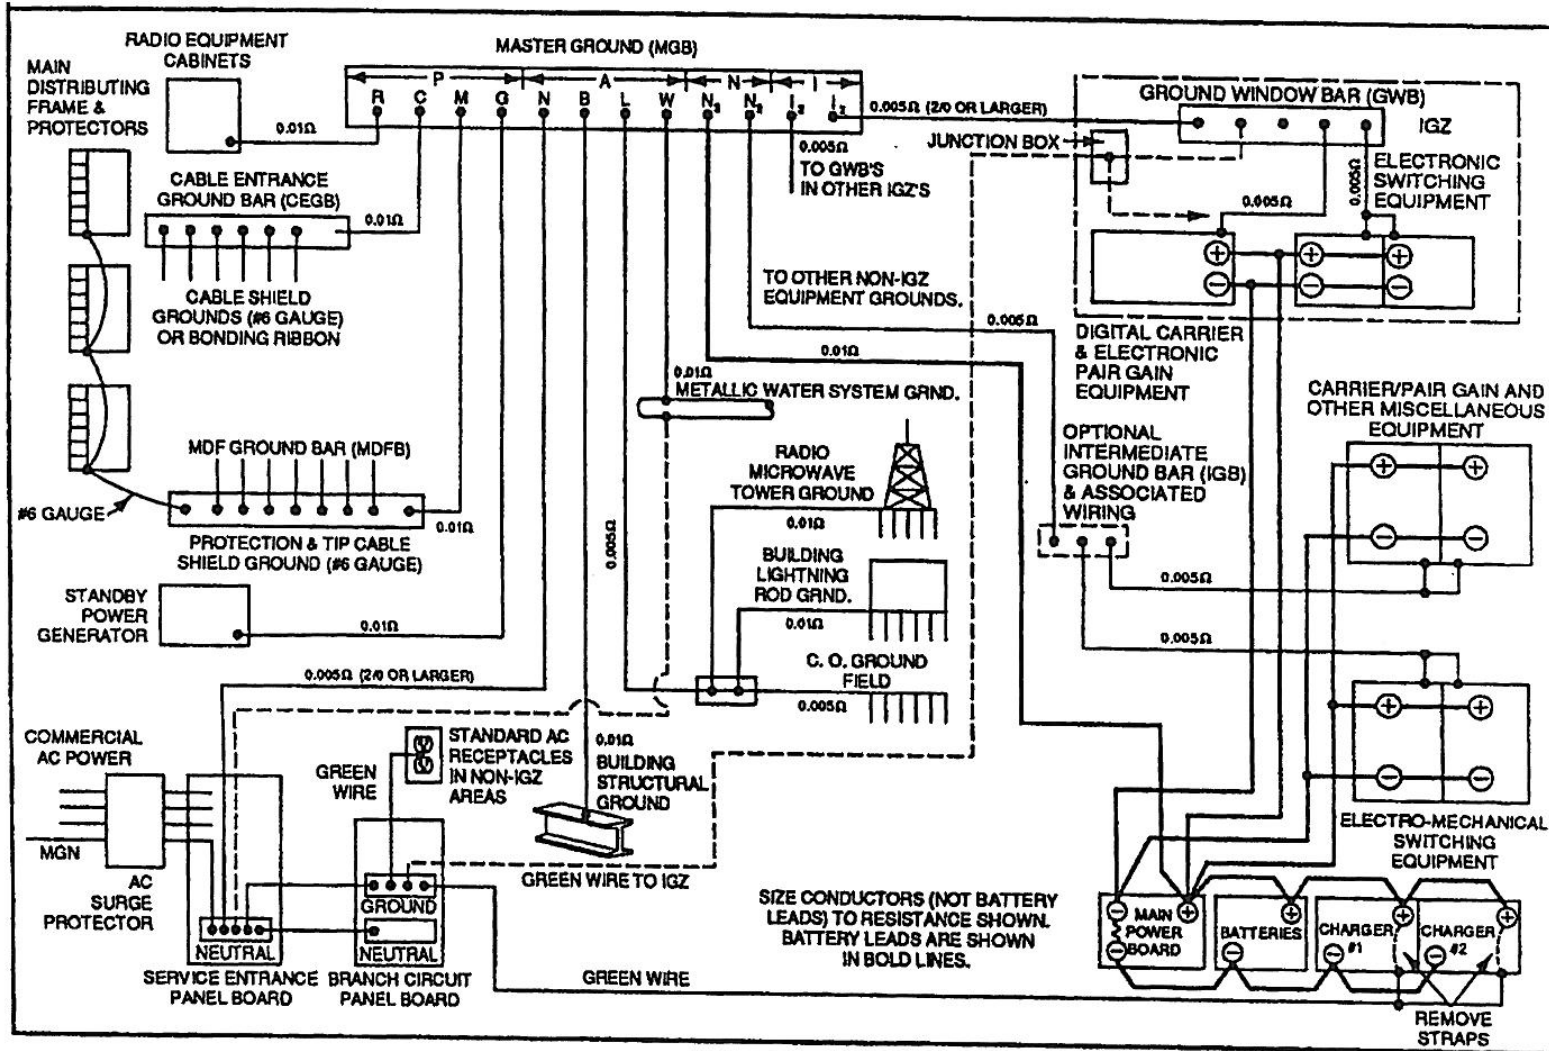 RADIO EQUIPMENT
CABINETS
MASTER GROUND (MGB)
P A N I
R C M G N B L W N₁ N₂ I₂ I₂
MAIN
DISTRIBUTING
FRAME &
PROTECTORS
0.01Ω
0.005Ω (2/0 OR LARGER)
GROUND WINDOW BAR (GWB)
IGZ
JUNCTION BOX
0.005Ω
TO GWB'S
IN OTHER IGZ'S
ELECTRONIC
SWITCHING
EQUIPMENT
0.005Ω
0.005Ω
CABLE ENTRANCE
GROUND BAR (CEGB)
0.01Ω
CABLE SHIELD
GROUNDS (#6 GAUGE)
OR BONDING RIBBON
TO OTHER NON-IGZ
EQUIPMENT GROUNDS.
0.005Ω
0.01Ω
DIGITAL CARRIER
& ELECTRONIC
PAIR GAIN
EQUIPMENT
0.01Ω
METALLIC WATER SYSTEM GRND.
CARRIER/PAIR GAIN AND
OTHER MISCELLANEOUS
EQUIPMENT
OPTIONAL
INTERMEDIATE
GROUND BAR (IGB)
& ASSOCIATED
WIRING
MDF GROUND BAR (MDFB)
#6 GAUGE
0.01Ω
PROTECTION & TIP CABLE
SHIELD GROUND (#6 GAUGE)
RADIO
MICROWAVE
TOWER GROUND
0.01Ω
0.005Ω
BUILDING
LIGHTNING
ROD GRND.
0.01Ω
0.005Ω
STANDBY
POWER
GENERATOR
0.01Ω
0.005Ω
C. O. GROUND
FIELD
0.005Ω
0.005Ω (2/0 OR LARGER)
COMMERCIAL
AC POWER
STANDARD AC
RECEPTACLES
IN NON-IGZ
AREAS
GREEN
WIRE
0.01Ω
BUILDING
STRUCTURAL
GROUND
MGN
AC
SURGE
PROTECTOR
GREEN WIRE TO IGZ
ELECTRO-MECHANICAL
SWITCHING
EQUIPMENT
GROUND
NEUTRAL
NEUTRAL
SERVICE ENTRANCE
PANEL BOARD
BRANCH CIRCUIT
PANEL BOARD
GREEN WIRE
SIZE CONDUCTORS (NOT BATTERY
LEADS) TO RESISTANCE SHOWN.
BATTERY LEADS ARE SHOWN
IN BOLD LINES.
MAIN
POWER
BOARD
BATTERIES
CHARGER
#1
CHARGER
#2
REMOVE
STRAPS